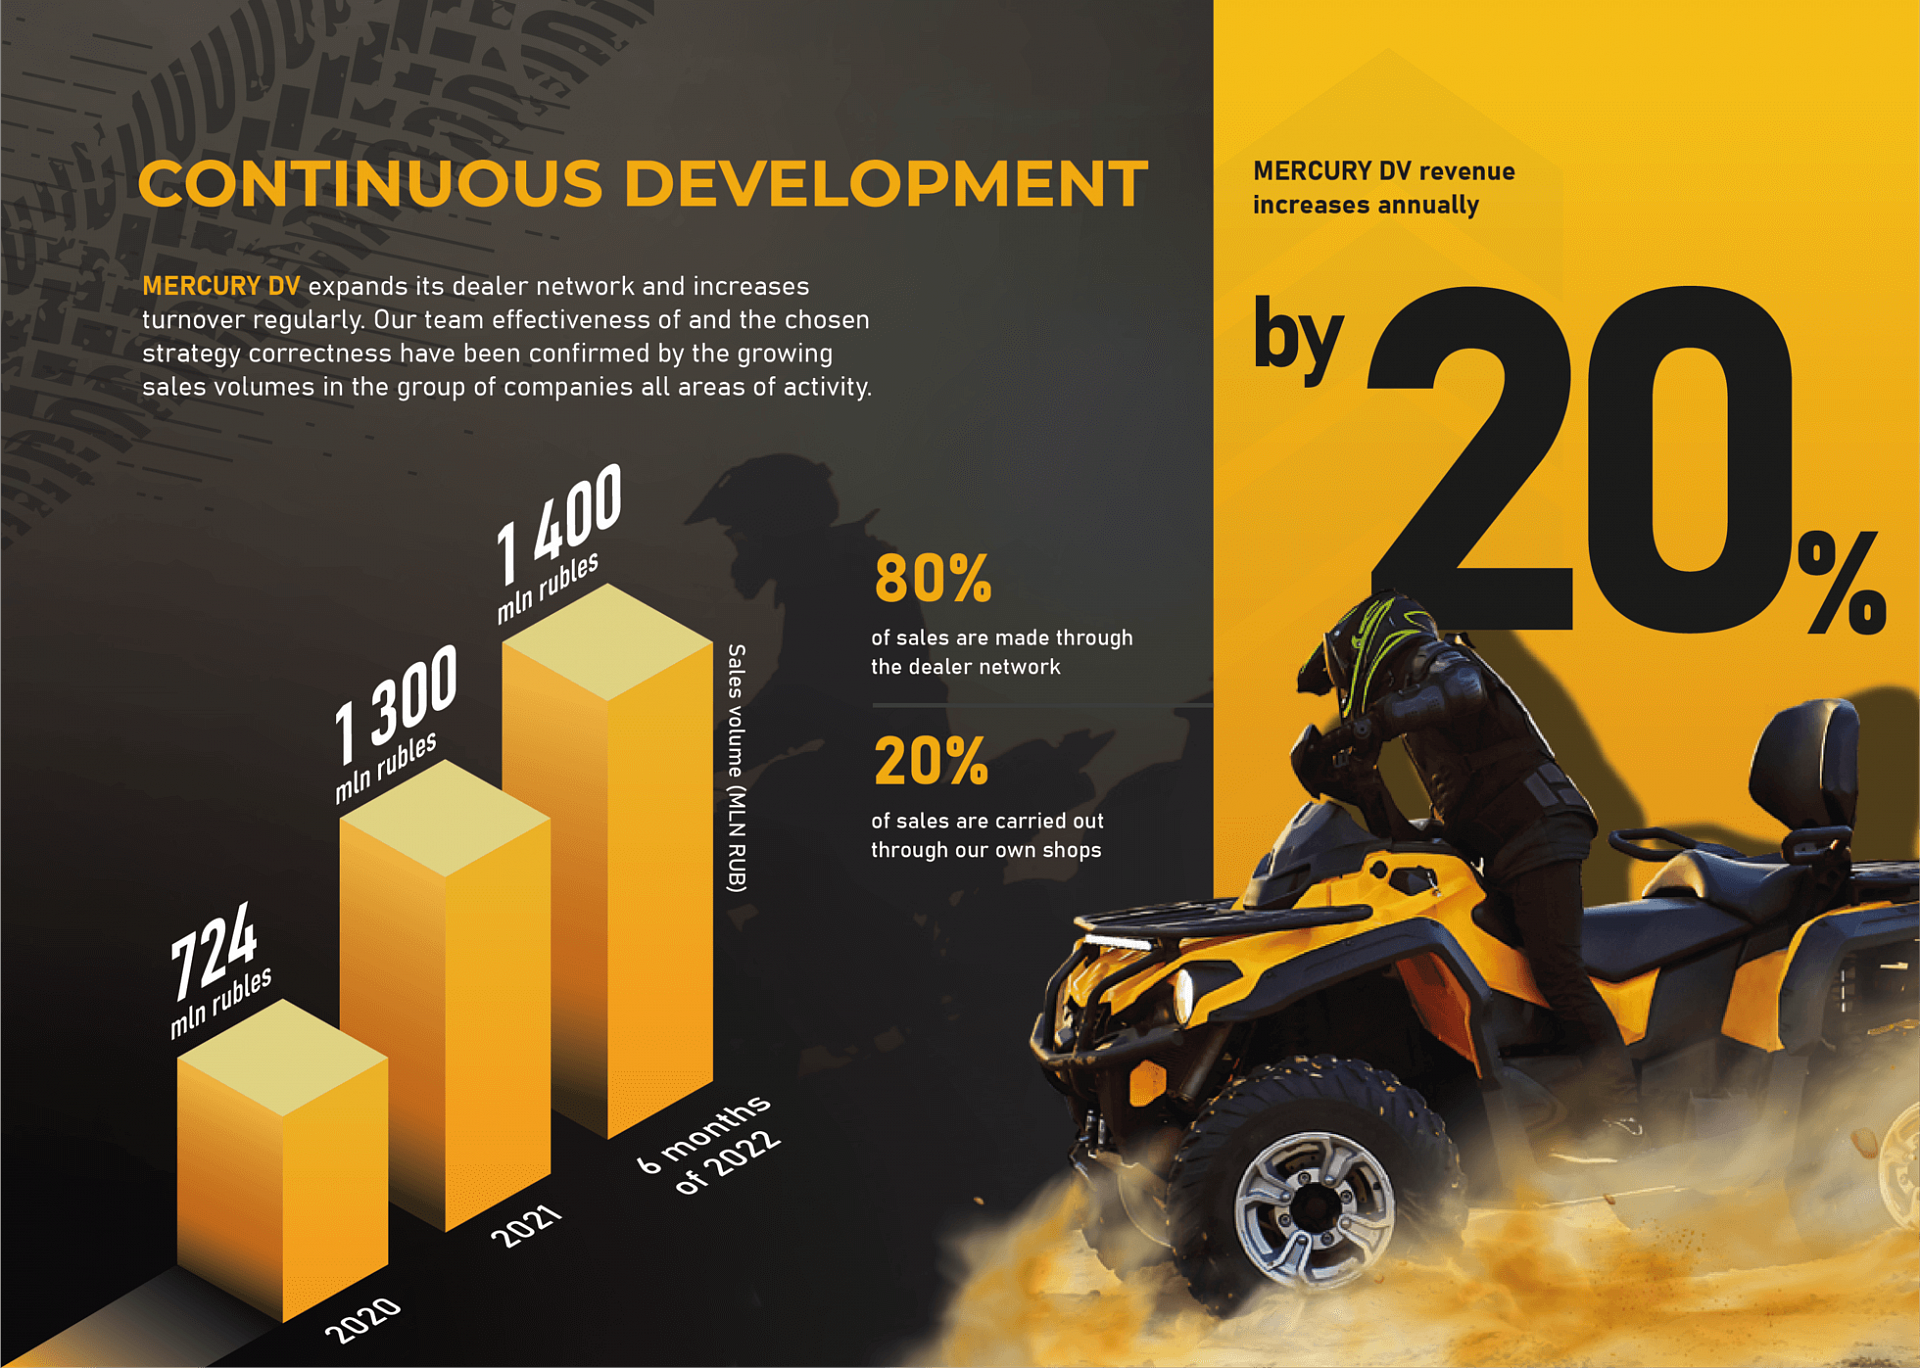 CONTINUOUS DEVELOPMENT
MERCURY DV expands its dealer network and increases
turnover regularly. Our team effectiveness of and the chosen
strategy correctness have been confirmed by the growing
sales volumes in the group of companies all areas of activity.
724
mln rubles
2020
1 300
mln rubles
2021
1 400
mln rubles
6 months
of 2022
Sales volume (MLN RUB)
80%
of sales are made through
the dealer network
20%
of sales are carried out
through our own shops
MERCURY DV revenue
increases annually
by 20%